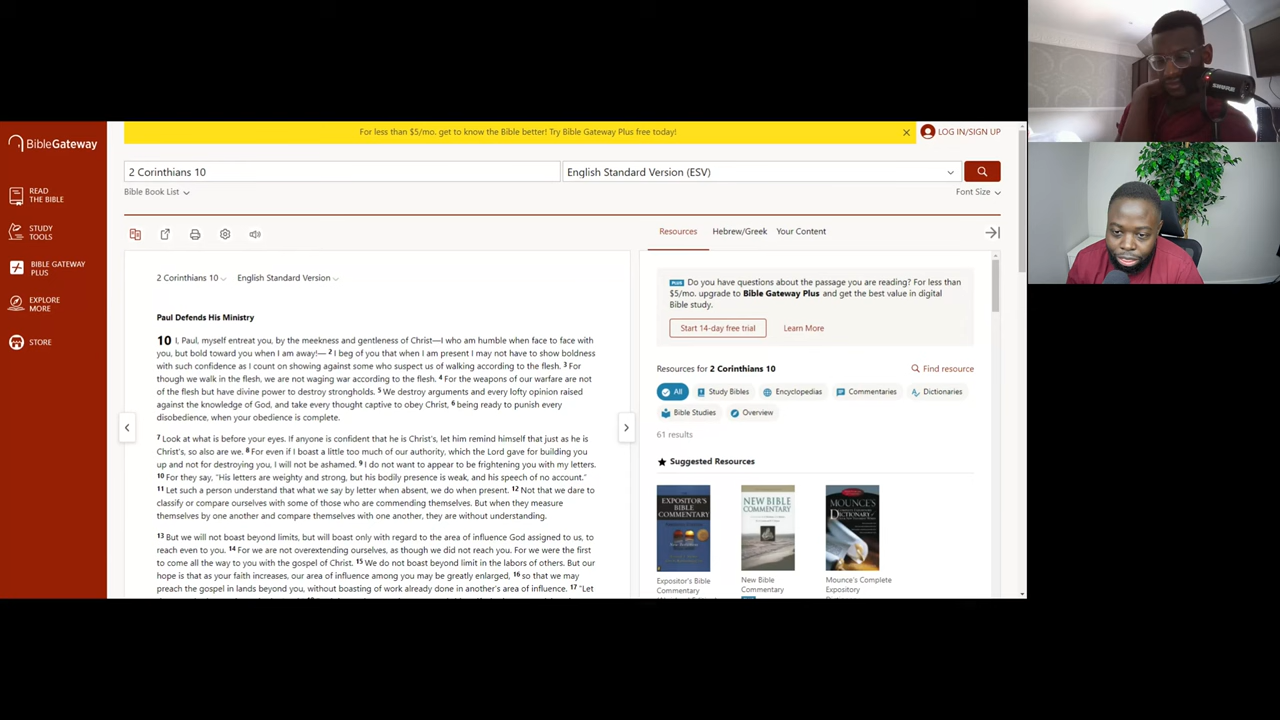 For less than $5/mo. get to know the Bible better! Try Bible Gateway Plus free today!
LOG IN/SIGN UP
BibleGateway
READ
THE BIBLE
STUDY
TOOLS
BIBLE GATEWAY
PLUS
EXPLORE
MORE
STORE
2 Corinthians 10
English Standard Version (ESV)
Bible Book List
Font Size
2 Corinthians 10
English Standard Version
Paul Defends His Ministry
10 I, Paul, myself entreat you, by the meekness and gentleness of Christ—I who am humble when face to face with
you, but bold toward you when I am away!— 2 I beg of you that when I am present I may not have to show boldness
with such confidence as I count on showing against some who suspect us of walking according to the flesh. 3 For
though we walk in the flesh, we are not waging war according to the flesh. 4 For the weapons of our warfare are not
of the flesh but have divine power to destroy strongholds. 5 We destroy arguments and every lofty opinion raised
against the knowledge of God, and take every thought captive to obey Christ, 6 being ready to punish every
disobedience, when your obedience is complete.
7 Look at what is before your eyes. If anyone is confident that he is Christ's, let him remind himself that just as he is
Christ's, so also are we. 8 For even if I boast a little too much of our authority, which the Lord gave for building you
up and not for destroying you, I will not be ashamed. 9 I do not want to appear to be frightening you with my letters.
10 For they say, "His letters are weighty and strong, but his bodily presence is weak, and his speech of no account."
11 Let such a person understand that what we say by letter when absent, we do when present. 12 Not that we dare to
classify or compare ourselves with some of those who are commending themselves. But when they measure
themselves by one another and compare themselves with one another, they are without understanding.
13 But we will not boast beyond limits, but will boast only with regard to the area of influence God assigned to us, to
reach even to you. 14 For we are not overextending ourselves, as though we did not reach you. For we were the first
to come all the way to you with the gospel of Christ. 15 We do not boast beyond limit in the labors of others. But our
hope is that as your faith increases, our area of influence among you may be greatly enlarged, 16 so that we may
preach the gospel in lands beyond you, without boasting of work already done in another's area of influence. 17 "Let
Resources
Hebrew/Greek
Your Content
PLUS Do you have questions about the passage you are reading? For less than
$5/mo. upgrade to Bible Gateway Plus and get the best value in digital
Bible study.
Start 14-day free trial
Learn More
Resources for 2 Corinthians 10
Find resource
All
Study Bibles
Encyclopedias
Commentaries
Dictionaries
Bible Studies
Overview
61 results
Suggested Resources
EXPOSITOR'S
BIBLE
COMMENTARY
NEW BIBLE
COMMENTARY
MOUNCE'S
DICTIONARY
Expositor's Bible
Commentary
New Bible
Commentary
Mounce's Complete
Expository
SHURE